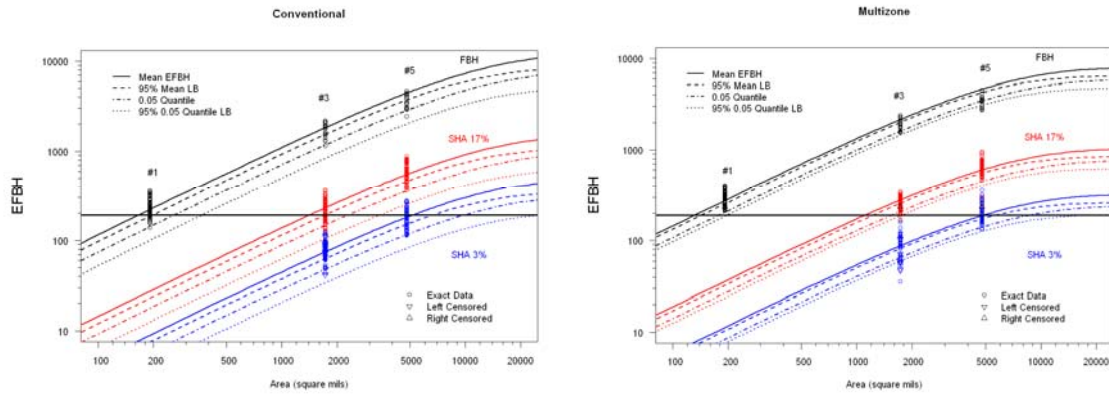 Conventional
EFBH
10000
1000
100
10
Mean EFBH
95% Mean LB
0.05 Quantile
95% 0.05 Quantile LB
#1
#3
#5
FBH
SHA 17%
SHA 3%
Exact Data
Left Censored
Right Censored
100 200 500 1000 2000 5000 10000 20000
Area (square mils)
Multizone
EFBH
10000
1000
100
10
Mean EFBH
95% Mean LB
0.05 Quantile
95% 0.05 Quantile LB
#1
#3
#5
FBH
SHA 17%
SHA 3%
Exact Data
Left Censored
Right Censored
100 200 500 1000 2000 5000 10000 20000
Area (square mils)